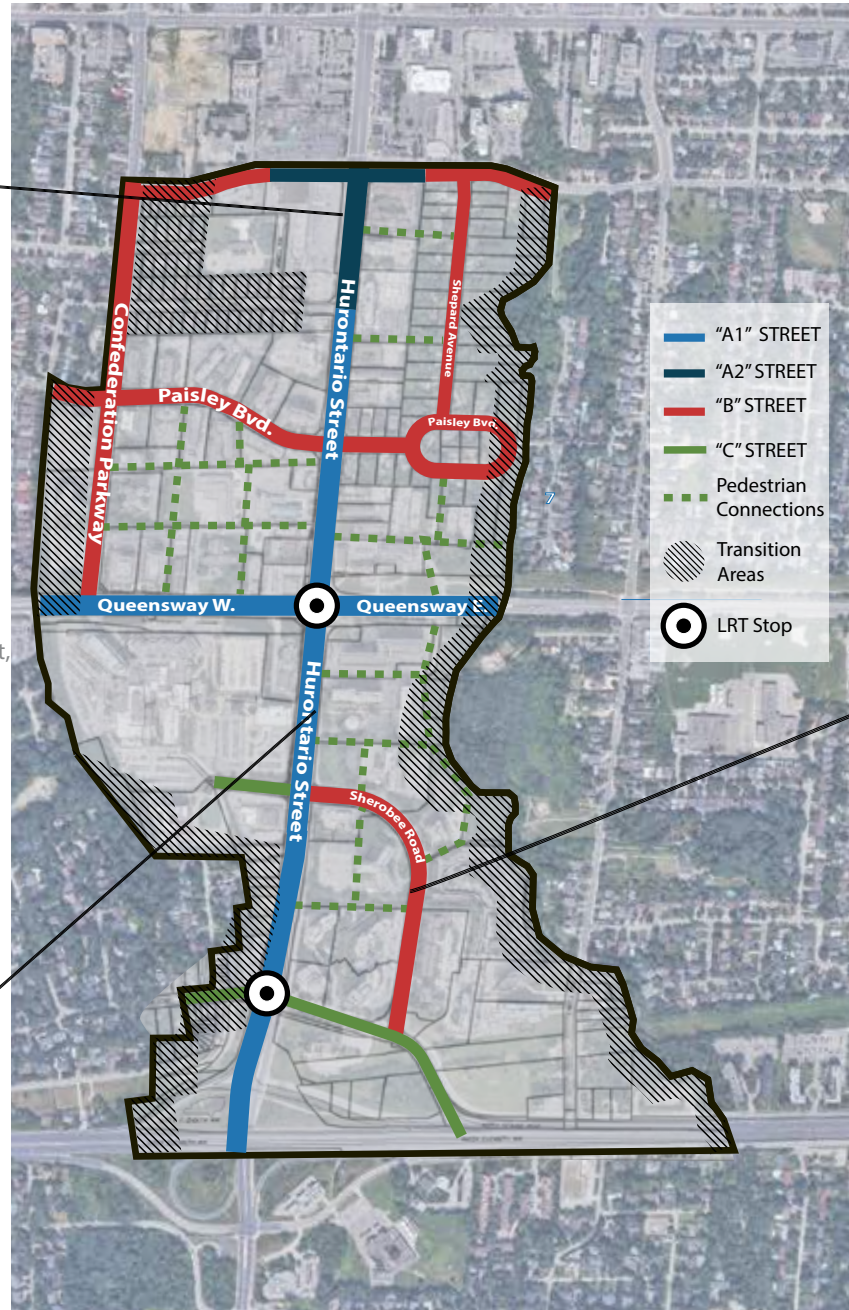 Hurontario Street
Shepard Avenue
Confederation Parkway
Paisley Bvd.
Paisley Bvd.
"A1" STREET
"A2" STREET
"B" STREET
"C" STREET
Pedestrian
Connections
Transition
Areas
LRT Stop
7
Queensway W.
Queensway E.
t,
Hurontario Street
Sherobee Road